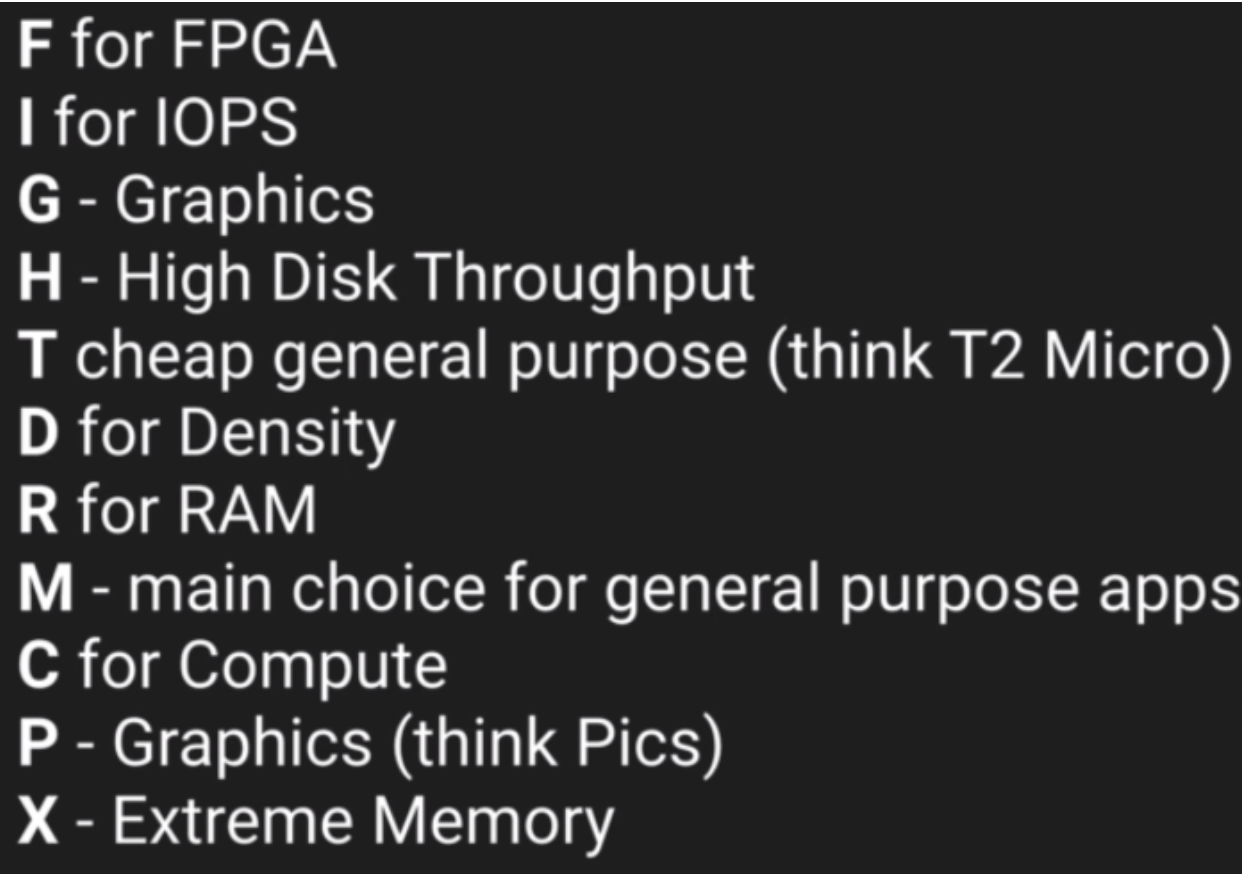 F for FPGA
I for IOPS
G - Graphics
H - High Disk Throughput
T cheap general purpose (think T2 Micro)
D for Density
R for RAM
M - main choice for general purpose apps
C for Compute
P - Graphics (think Pics)
X - Extreme Memory